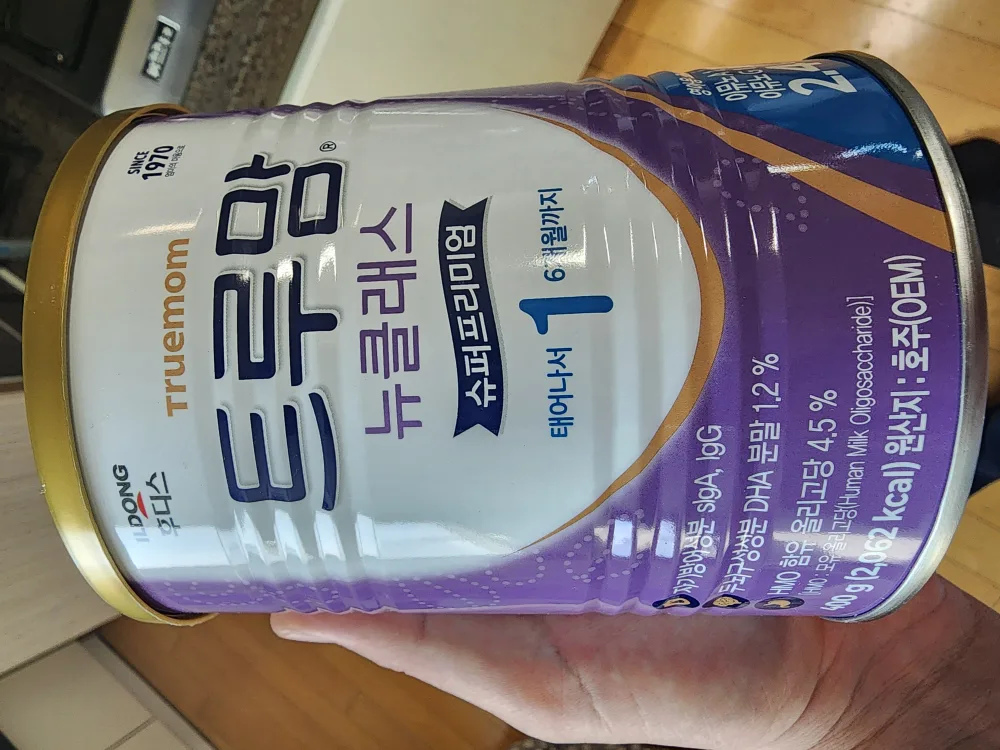 ILDONG
후디스
SINCE
1970
Truemom
트루맘®
뉴클래스
슈퍼프리미엄
태어나서 1 6개월까지
자기방어성분 sIgA, IgG
두뇌구성성분 DHA 분말 1.2 %
HMO 함유 올리고당 4.5 %
[HMO : 모유올리고당(Human Milk Oligosaccharide)]
400 g (2,062 kcal) 원산지 : 호주(OEM)